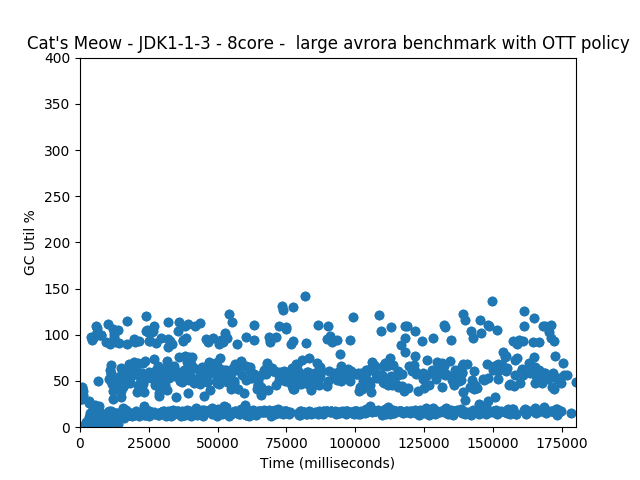 Cat's Meow - JDK1-1-3 - 8core -  large avrora benchmark with OTT policy
400
350
300
250
200
150
100
50
0
GC Util %
0 25000 50000 75000 100000 125000 150000 175000
Time (milliseconds)